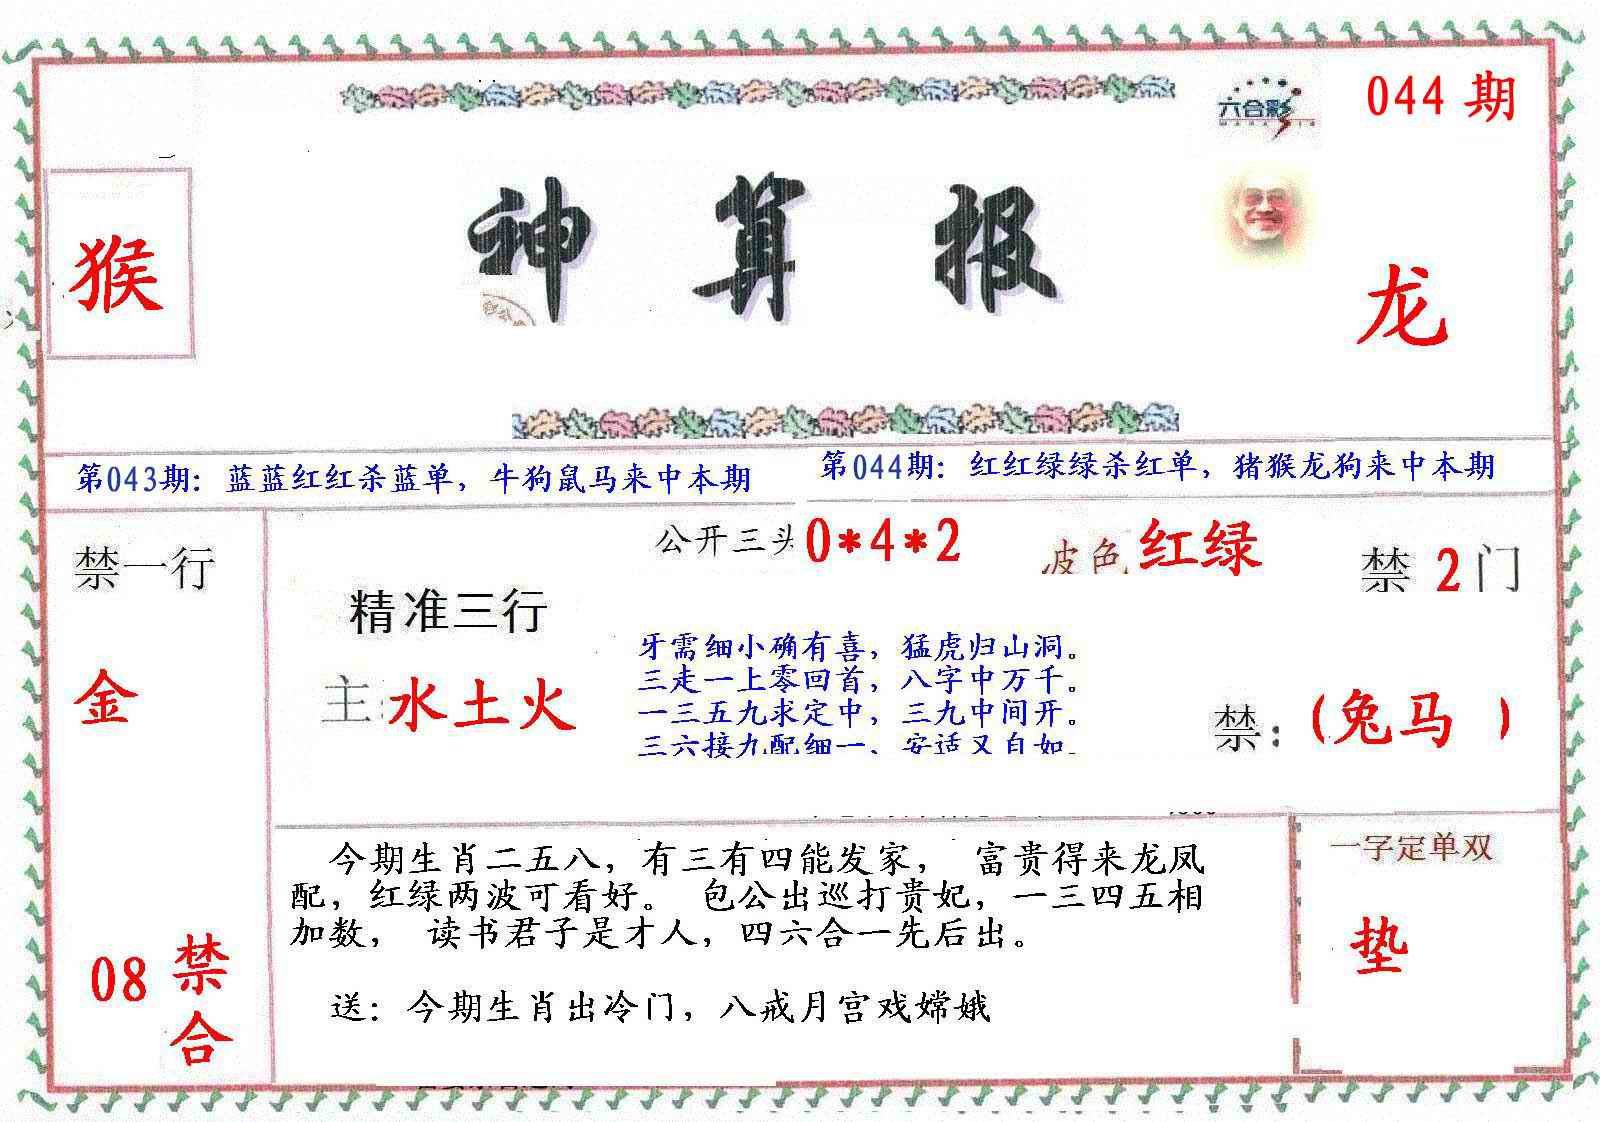 044 期
六合彩
猴
神算报
龙
第043期：蓝蓝红红杀蓝单，牛狗鼠马来中本期
第044期：红红绿绿杀红单，猪猴龙狗来中本期
禁一行
金
08 禁合
精准三行
主:水土火
公开三头0*4*2
波色 红绿
禁 2 门
牙需细小确有喜，猛虎归山洞。
三走一上零回首，八字中万千。
一三五九求定中，三九中间开。
三六接九配细一、安适又自如。
禁:(兔马 )
今期生肖二五八，有三有四能发家， 富贵得来龙凤
配，红绿两波可看好。 包公出巡打贵妃，一三四五相
加数， 读书君子是才人，四六合一先后出。
送：今期生肖出冷门，八戒月宫戏嫦娥
一字定单双
垫